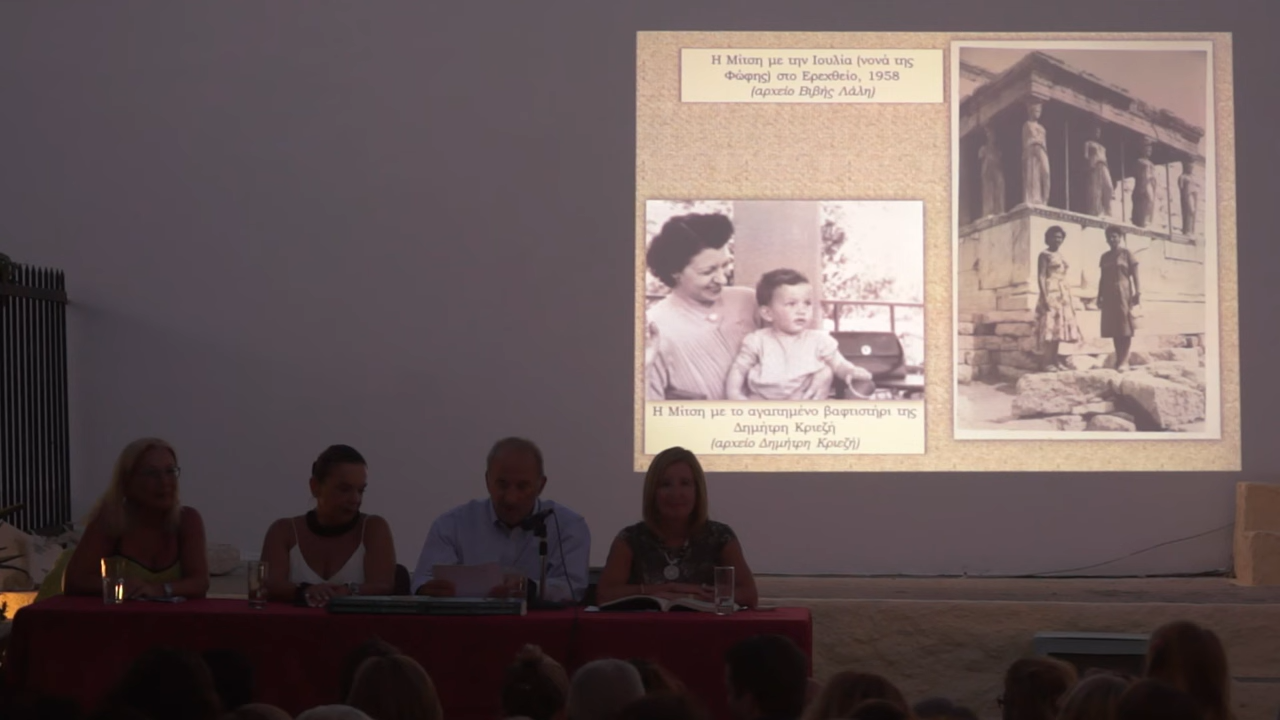 Η Μίτση με την Ιουλία (νονά της
Φώφης) στο Ερεχθείο, 1958
(αρχείο Βιβής Λάλη)
Η Μίτση με το αγαπημένο βαφτιστήρι της
Δημήτρη Κριεζή
(αρχείο Δημήτρη Κριεζή)